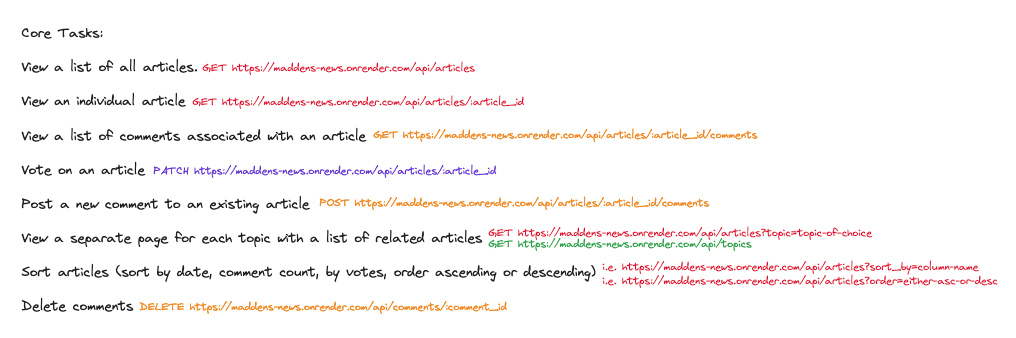 Core Tasks:
View a list of all articles. GET https://maddens-news.onrender.com/api/articles
View an individual article GET https://maddens-news.onrender.com/api/articles/:article_id
View a list of comments associated with an article GET https://maddens-news.onrender.com/api/articles/:article_id/comments
Vote on an article PATCH https://maddens-news.onrender.com/api/articles/:article_id
Post a new comment to an existing article POST https://maddens-news.onrender.com/api/articles/:article_id/comments
View a separate page for each topic with a list of related articles GET https://maddens-news.onrender.com/api/articles?topic=topic-of-choice
GET https://maddens-news.onrender.com/api/topics
Sort articles (sort by date, comment count, by votes, order ascending or descending) i.e. https://maddens-news.onrender.com/api/articles?sort_by=column-name
i.e. https://maddens-news.onrender.com/api/articles?order=either-asc-or-desc
Delete comments DELETE https://maddens-news.onrender.com/api/comments/:comment_id